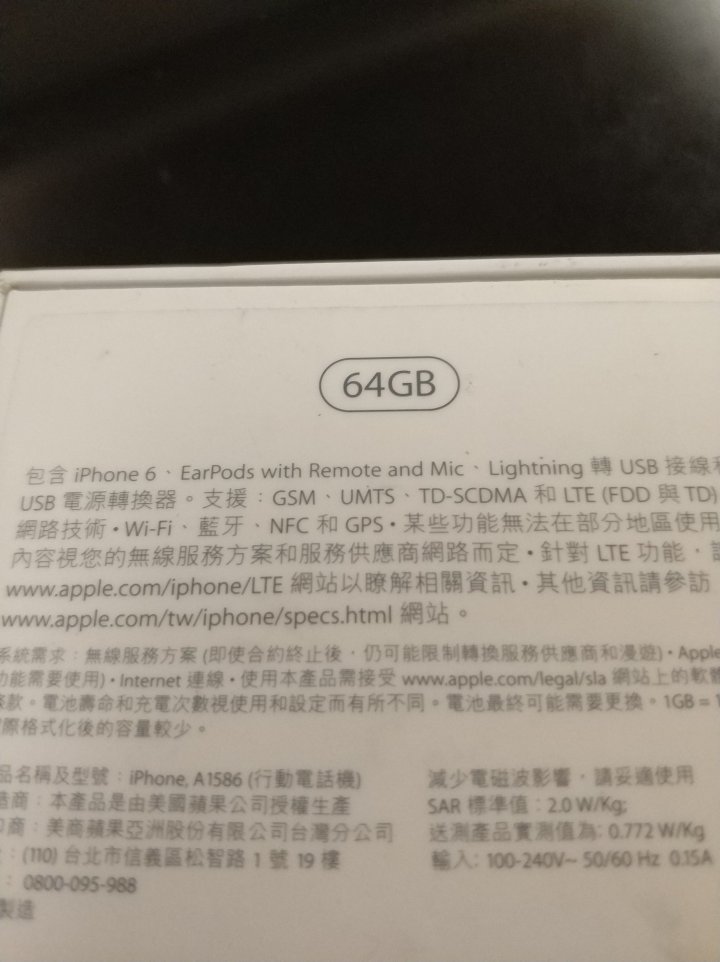 64GB
包含 iPhone 6、EarPods with Remote and Mic、Lightning 轉 USB 接線
USB 電源轉換器。支援：GSM、UMTS、TD-SCDMA 和 LTE (FDD 與 TD)
網路技術・Wi-Fi、藍牙、NFC 和 GPS・某些功能無法在部分地區使用
內容視您的無線服務方案和服務供應商網路而定・針對 LTE 功能，
www.apple.com/iphone/LTE 網站以瞭解相關資訊・其他資訊請參訪
www.apple.com/tw/iphone/specs.html 網站。
系統需求：無線服務方案 (即使合約終止後，仍可能限制轉換服務供應商和漫遊)・Apple
功能需要使用)・Internet 連線・使用本產品需接受 www.apple.com/legal/sla 網站上的軟體
條款。電池壽命和充電次數視使用和設定而有所不同。電池最終可能需要更換。1GB =
際格式化後的容量較少。
品名稱及型號：iPhone, A1586 (行動電話機)
造商：本產品是由美國蘋果公司授權生產
商：美商蘋果亞洲股份有限公司台灣分公司
：(110) 台北市信義區松智路 1 號 19 樓
：0800-095-988
製造
減少電磁波影響，請妥適使用
SAR 標準值：2.0 W/Kg;
送測產品實測值為: 0.772 W/Kg
輸入: 100-240V~ 50/60 Hz 0.15A